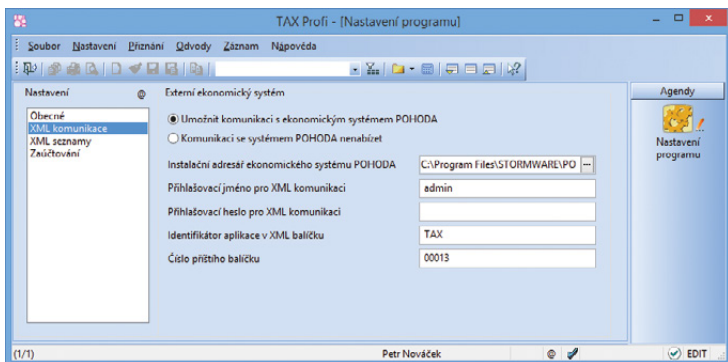 TAX Profi - [Nastavení programu]
Soubor Nastavení Přiznání Odvody Záznam Nápověda
Nastavení @
Externí ekonomický systém
Agendy
Obecné
XML komunikace
XML seznamy
Zaúčtování
Umožnit komunikaci s ekonomickým systémem POHODA
Komunikaci se systémem POHODA nenabízet
Instalační adresář ekonomického systému POHODA C:\Program Files\STORMWARE\PO ...
Přihlašovací jméno pro XML komunikaci admin
Přihlašovací heslo pro XML komunikaci
Identifikátor aplikace v XML balíčku TAX
Číslo příštího balíčku 00013
Nastavení
programu
(1/1) Petr Nováček @ EDIT